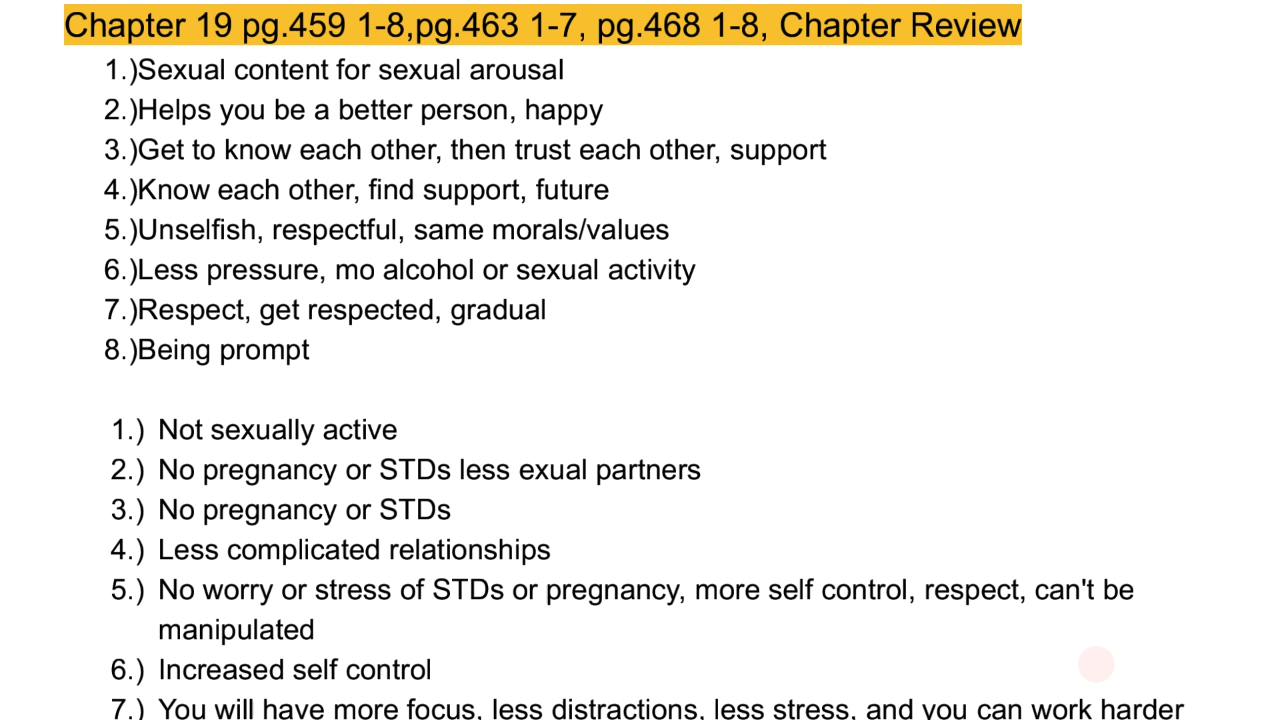 Chapter 19 pg.459 1-8,pg.463 1-7, pg.468 1-8, Chapter Review
1.)Sexual content for sexual arousal
2.)Helps you be a better person, happy
3.)Get to know each other, then trust each other, support
4.)Know each other, find support, future
5.)Unselfish, respectful, same morals/values
6.)Less pressure, mo alcohol or sexual activity
7.)Respect, get respected, gradual
8.)Being prompt
1.) Not sexually active
2.) No pregnancy or STDs less exual partners
3.) No pregnancy or STDs
4.) Less complicated relationships
5.) No worry or stress of STDs or pregnancy, more self control, respect, can't be
manipulated
6.) Increased self control
7.) You will have more focus, less distractions, less stress, and you can work harder